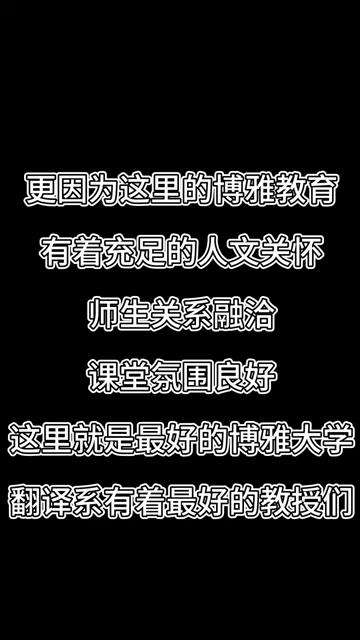 更因为这里的博雅教育
有着充足的人文关怀
师生关系融洽
课堂氛围良好
这里就是最好的博雅大学
翻译系有着最好的教授们